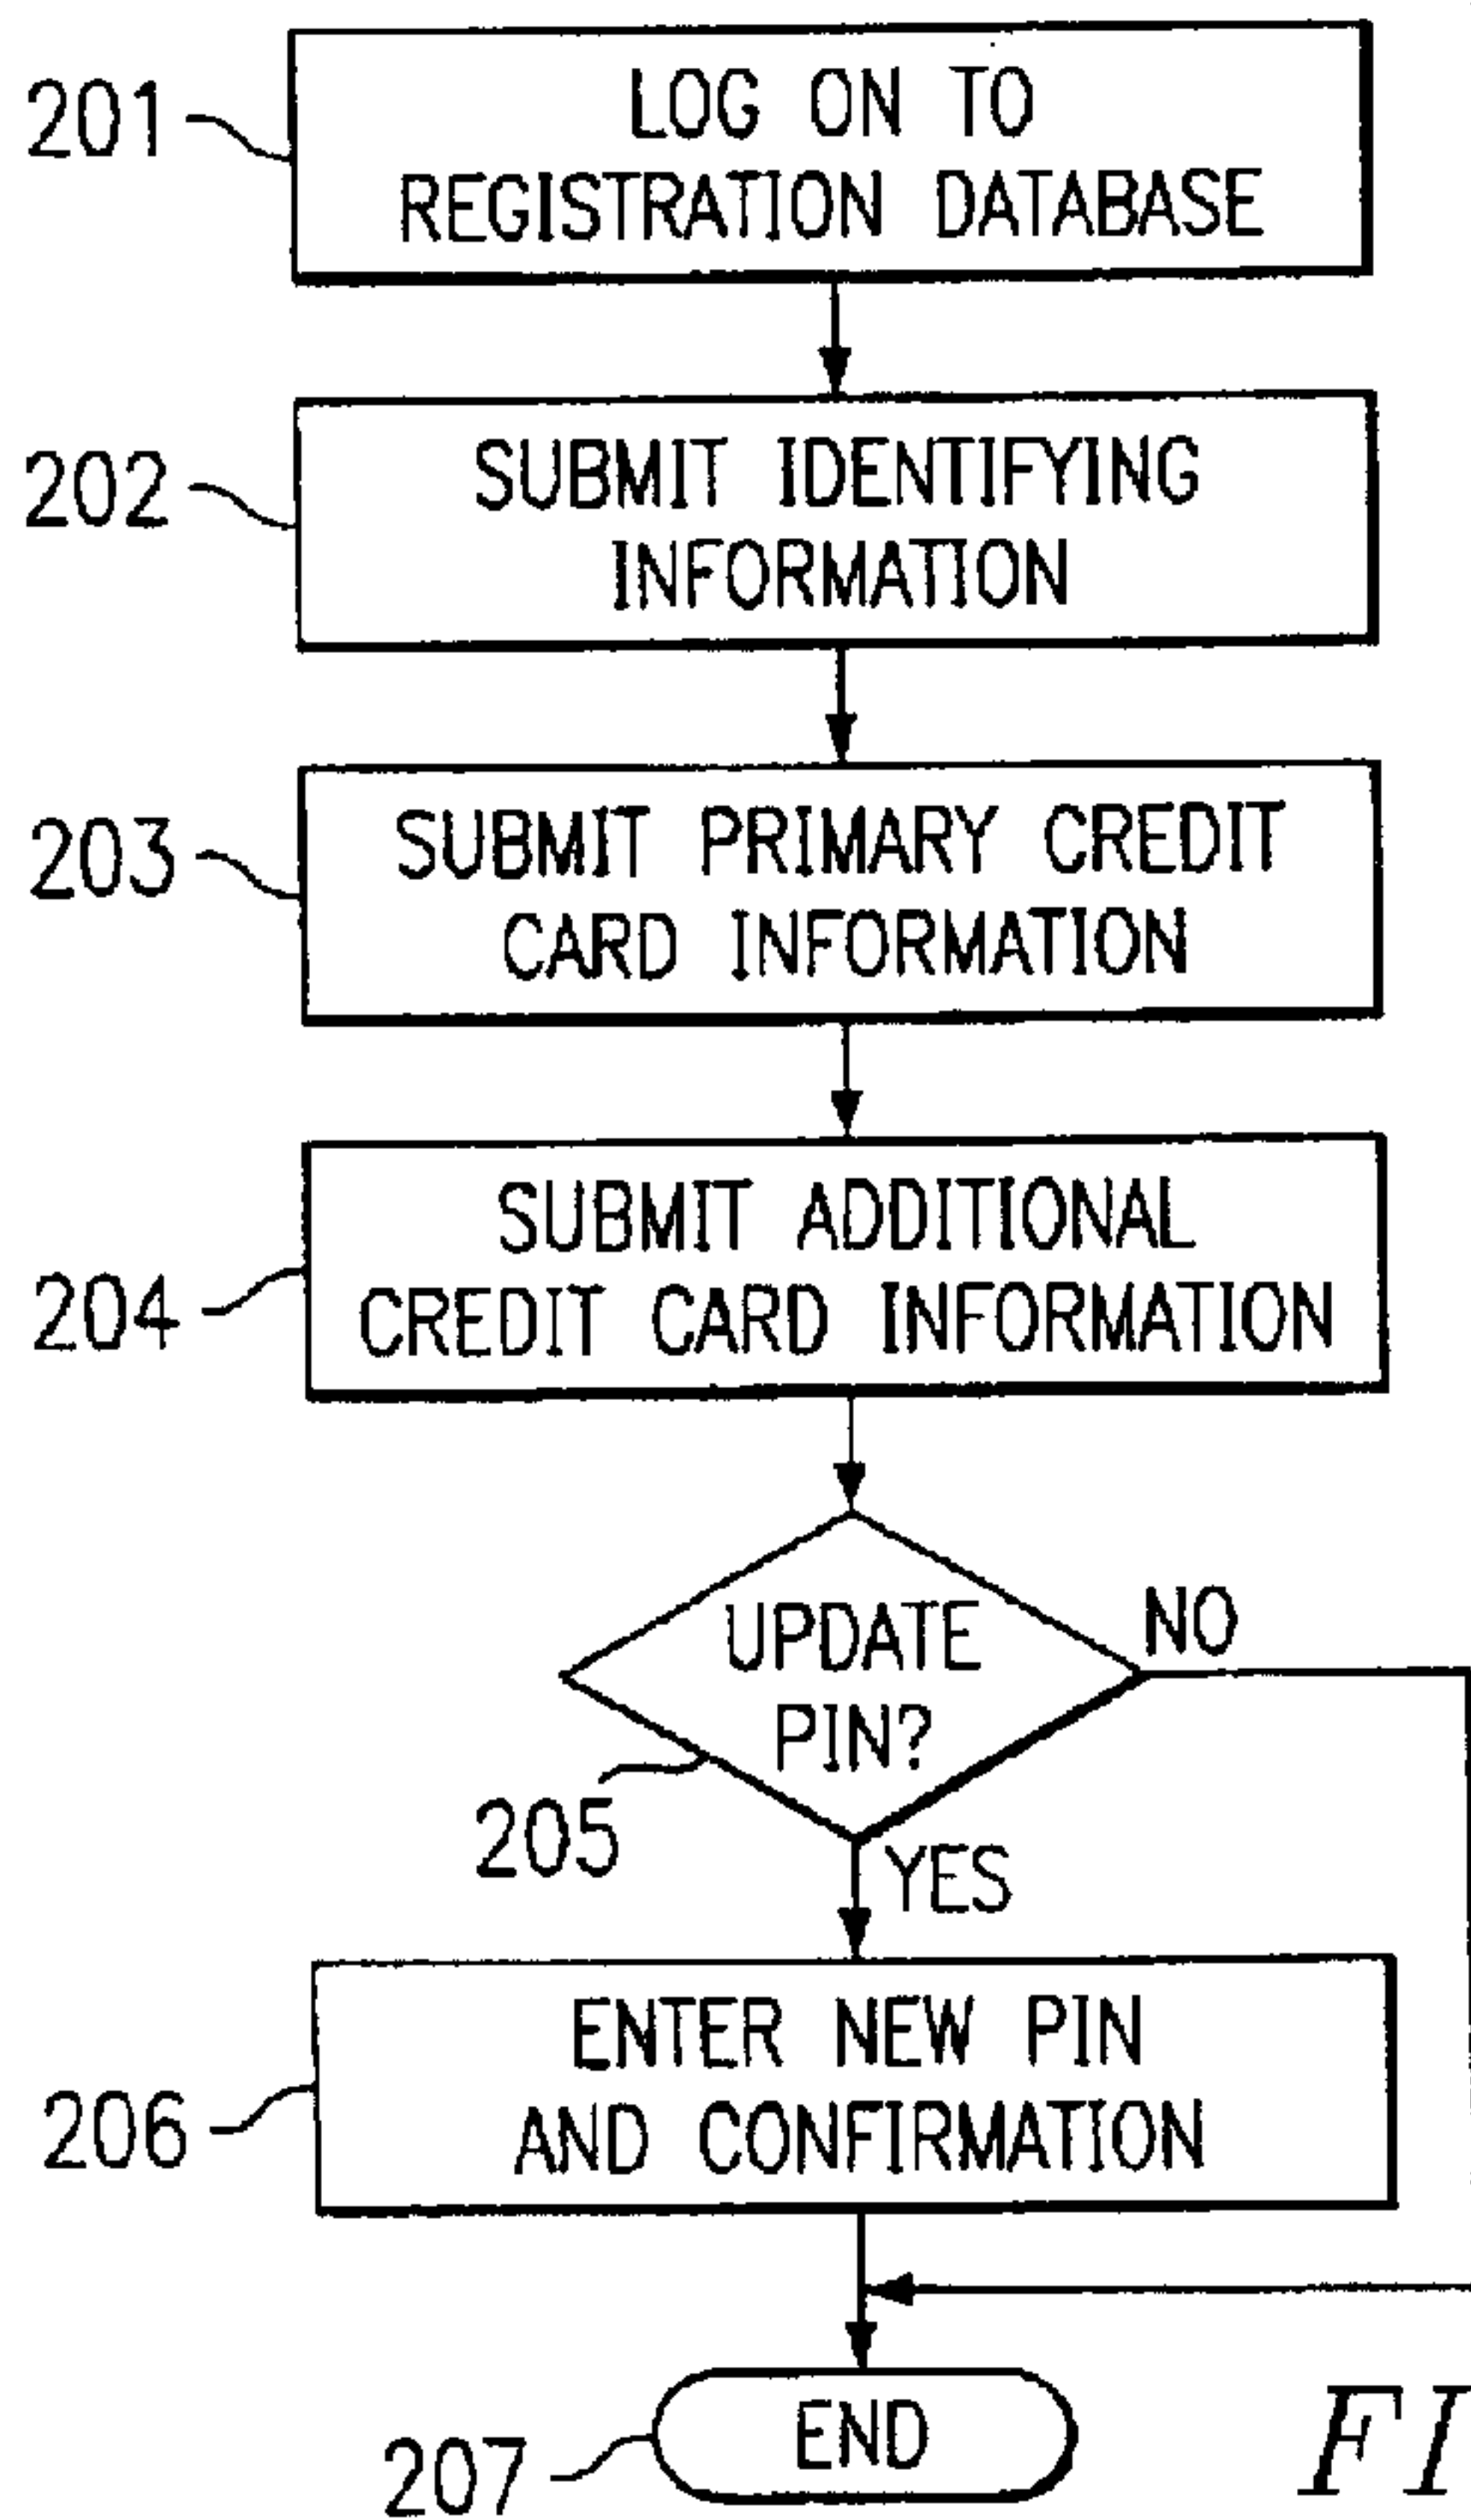 201
LOG ON TO
REGISTRATION DATABASE
202
SUBMIT IDENTIFYING
INFORMATION
203
SUBMIT PRIMARY CREDIT
CARD INFORMATION
204
SUBMIT ADDITIONAL
CREDIT CARD INFORMATION
UPDATE
PIN?
NO
205
YES
206
ENTER NEW PIN
AND CONFIRMATION
207
END